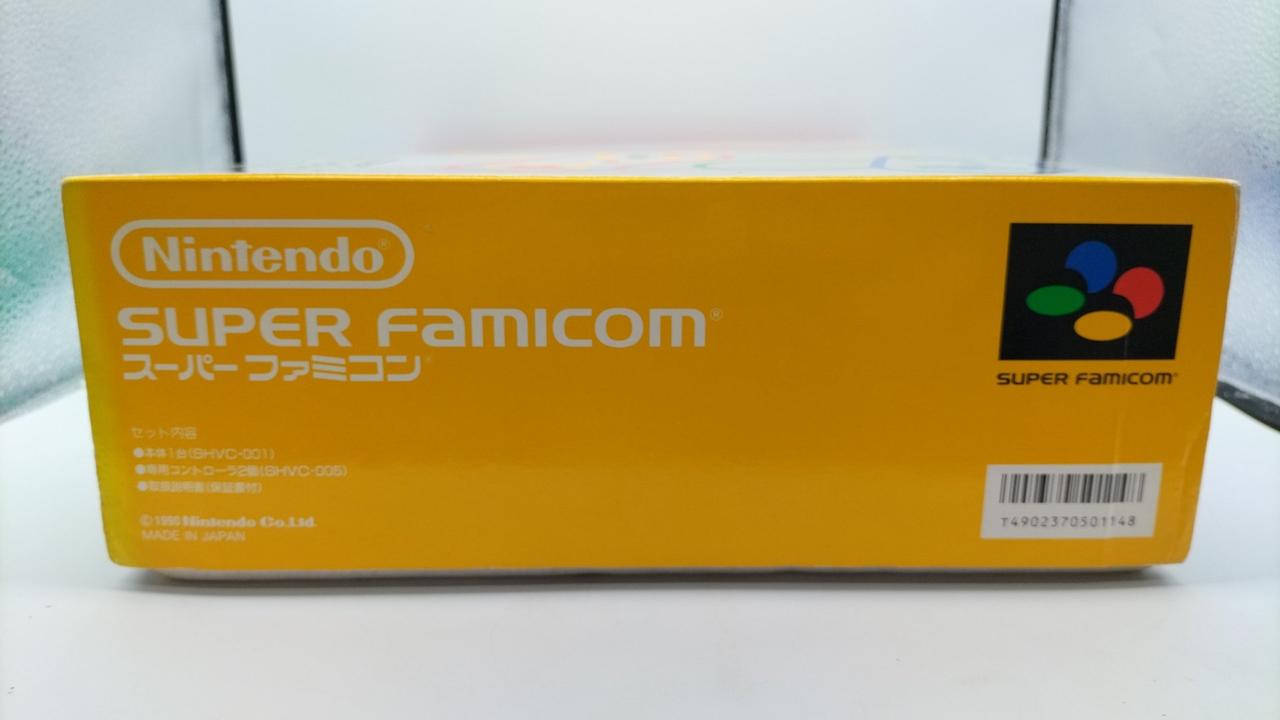 Nintendo®
SUPER FAMICOM®
スーパーファミコン®
SUPER FAMICOM®
セット内容
●本体1台(SHVC-001)
●専用コントローラ2個(SHVC-005)
●取扱説明書(保証書付)
©1990 Nintendo Co.,Ltd.
MADE IN JAPAN
T4902370501148